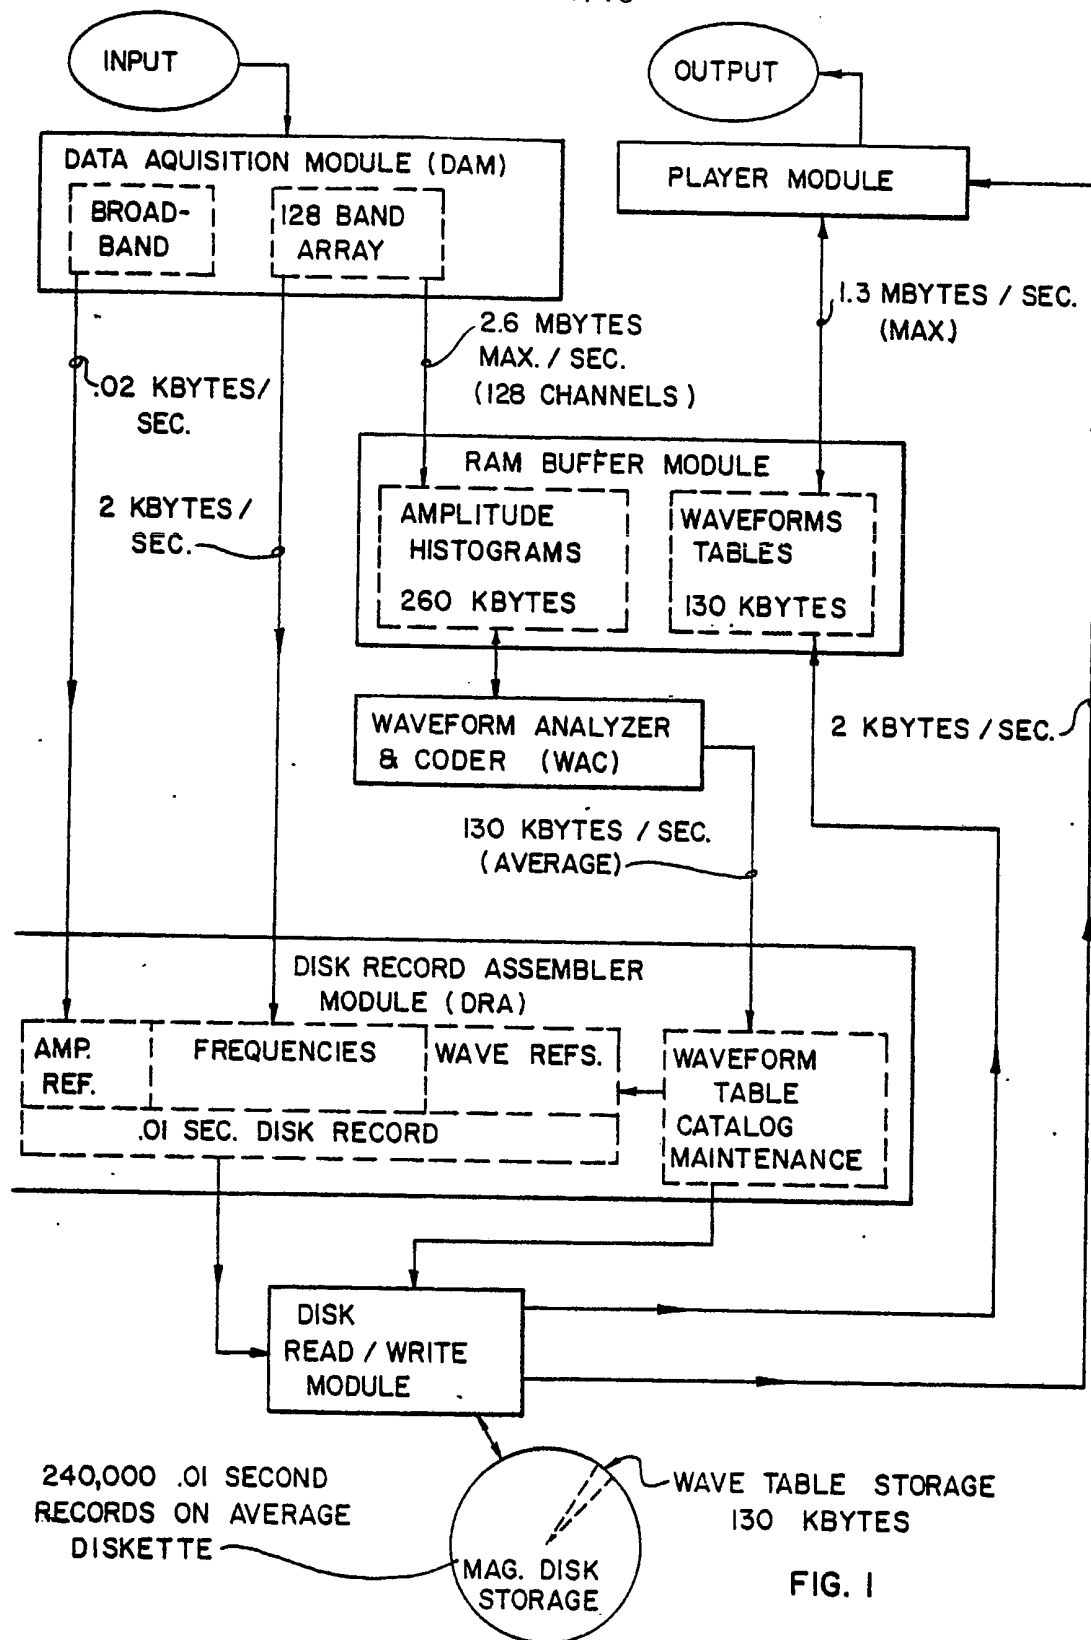 INPUT
OUTPUT
DATA AQUISITION MODULE (DAM)
BROAD-
BAND
128 BAND
ARRAY
PLAYER MODULE
1.3 MBYTES / SEC.
(MAX.)
2.6 MBYTES
MAX. / SEC.
(128 CHANNELS)
.02 KBYTES/
SEC.
2 KBYTES /
SEC.
RAM BUFFER MODULE
AMPLITUDE
HISTOGRAMS
260 KBYTES
WAVEFORMS
TABLES
130 KBYTES
WAVEFORM ANALYZER
& CODER (WAC)
2 KBYTES / SEC.
130 KBYTES / SEC.
(AVERAGE)
DISK RECORD ASSEMBLER
MODULE (DRA)
AMP.
REF.
FREQUENCIES
WAVE REFS.
.01 SEC. DISK RECORD
WAVEFORM
TABLE
CATALOG
MAINTENANCE
DISK
READ / WRITE
MODULE
240,000 .01 SECOND
RECORDS ON AVERAGE
DISKETTE
WAVE TABLE STORAGE
130 KBYTES
MAG. DISK
STORAGE
FIG. 1